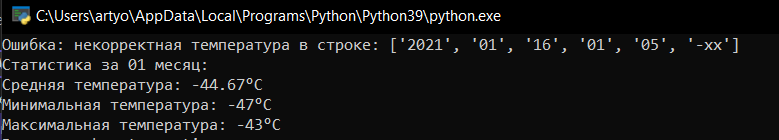 C:\Users\artyo\AppData\Local\Programs\Python\Python39\python.exe
Ошибка: некорректная температура в строке: ['2021', '01', '16', '01', '05', '-xx']
Статистика за 01 месяц:
Средняя температура: -44.67°C
Минимальная температура: -47°C
Максимальная температура: -43°C